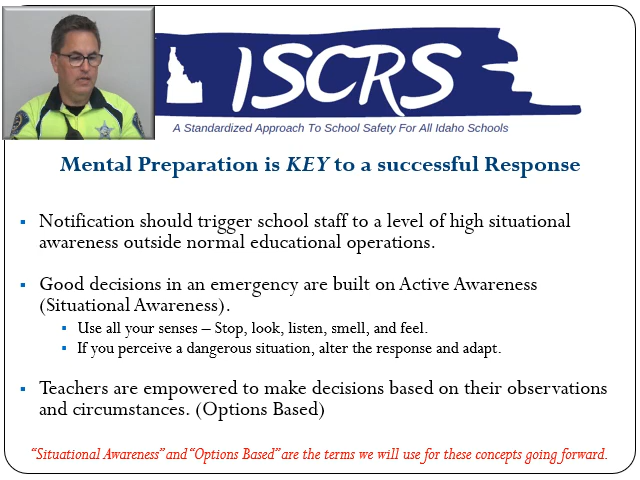 ISCRS
A Standardized Approach To School Safety For All Idaho Schools
Mental Preparation is KEY to a successful Response
▪ Notification should trigger school staff to a level of high situational
awareness outside normal educational operations.
▪ Good decisions in an emergency are built on Active Awareness
(Situational Awareness).
▪ Use all your senses – Stop, look, listen, smell, and feel.
▪ If you perceive a dangerous situation, alter the response and adapt.
▪ Teachers are empowered to make decisions based on their observations
and circumstances. (Options Based)
“Situational Awareness” and “Options Based” are the terms we will use for these concepts going forward.